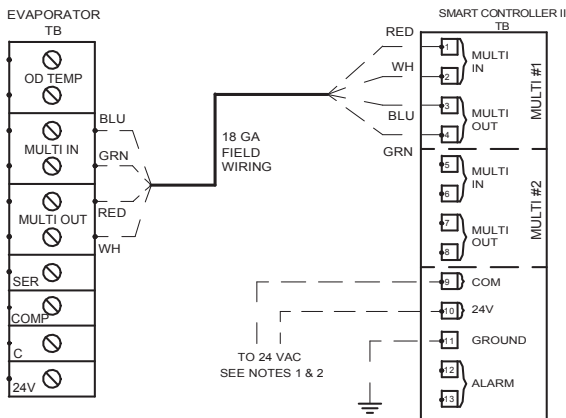 EVAPORATOR
TB
OD TEMP
MULTI IN
MULTI OUT
SER
COMP
C
24V
BLU
GRN
RED
WH
18 GA
FIELD
WIRING
RED
WH
BLU
GRN
SMART CONTROLLER II
TB
1
2
MULTI
IN
3
4
MULTI
OUT
MULTI #1
5
6
MULTI
IN
7
8
MULTI
OUT
MULTI #2
9
COM
10
24V
11
GROUND
12
13
ALARM
TO 24 VAC
SEE NOTES 1 & 2